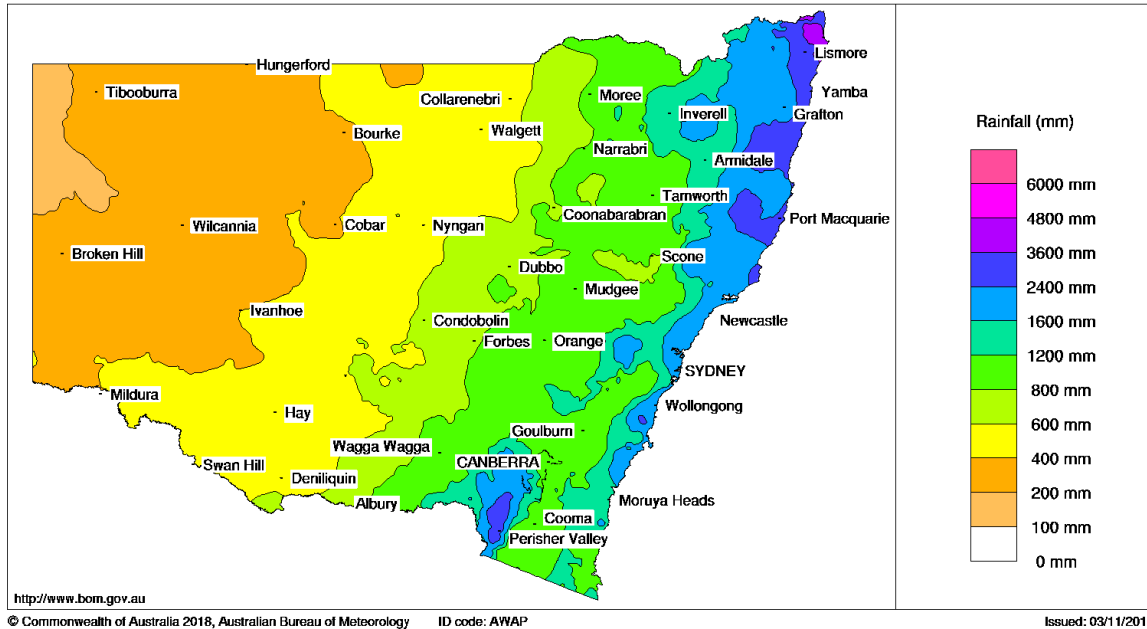 Hungerford
Lismore
Tibooburra
Collarenebri
Moree
Yamba
Inverell
Grafton
Bourke
Walgett
Narrabri
Armidale
Tamworth
Coonabarabran
Port Macquarie
Wilcannia
Cobar
Nyngan
Broken Hill
Scone
Dubbo
Mudgee
Ivanhoe
Condobolin
Newcastle
Forbes
Orange
SYDNEY
Mildura
Wollongong
Hay
Goulburn
Wagga Wagga
CANBERRA
Swan Hill
Deniliquin
Albury
Moruya Heads
Cooma
Perisher Valley
Rainfall (mm)
6000 mm
4800 mm
3600 mm
2400 mm
1600 mm
1200 mm
800 mm
600 mm
400 mm
200 mm
100 mm
0 mm
http://www.bom.gov.au
© Commonwealth of Australia 2018, Australian Bureau of Meteorology ID code: AWAP Issued: 03/11/201